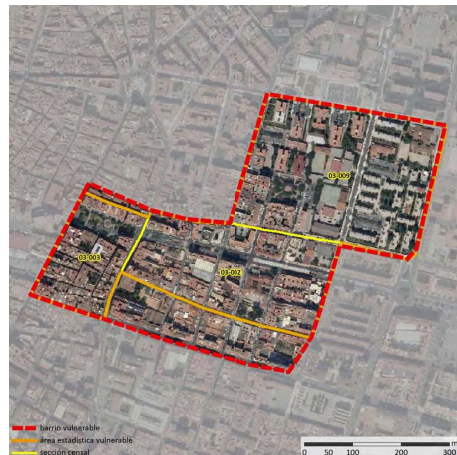 03-009
03-003
03-002
barrio vulnerable
área estadística vulnerable
sección censal
m
0 50 100 200 300